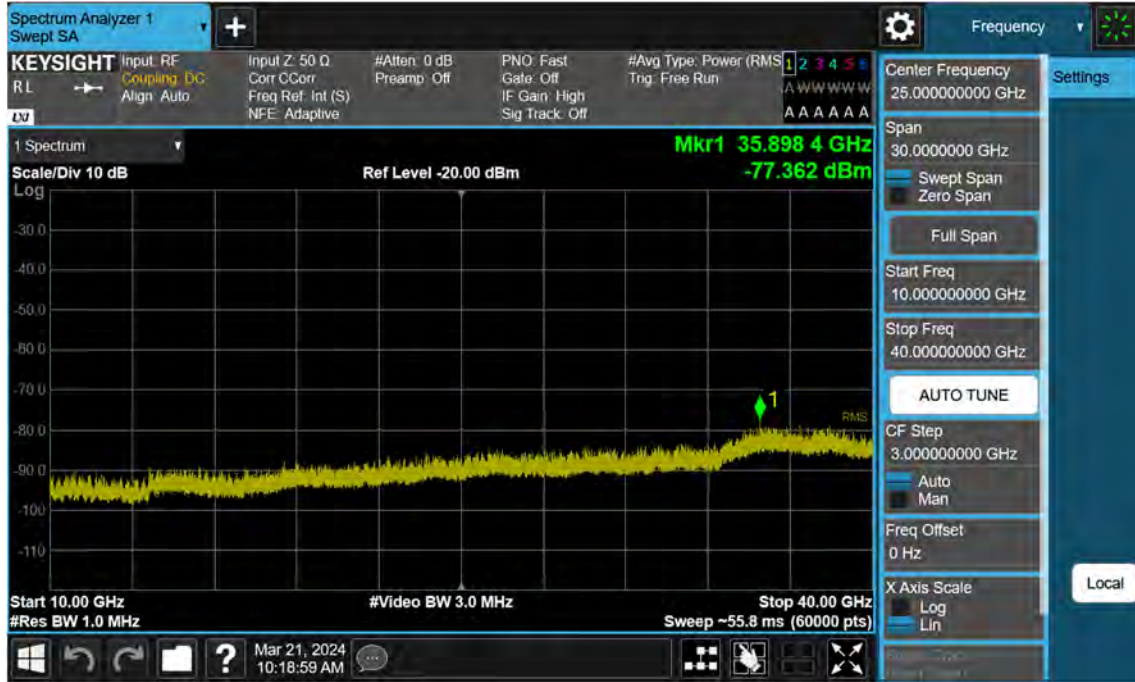 Spectrum Analyzer 1
Swept SA
Frequency
KEYSIGHT
RL
LXI
Input: RF
Coupling: DC
Align: Auto
Input Z: 50 Ω
Corr CCorr
Freq Ref: Int (S)
NFE: Adaptive
#Atten: 0 dB
Preamp: Off
PNO: Fast
Gate: Off
IF Gain: High
Sig Track: Off
#Avg Type: Power (RMS
Trig: Free Run
1 2 3 4 5 6
A W W W W W
A A A A A A
1 Spectrum
Scale/Div 10 dB
Ref Level -20.00 dBm
Mkr1 35.898 4 GHz
-77.362 dBm
Log
-30.0
-40.0
-50.0
-60.0
-70.0
-80.0
-90.0
-100
-110
1
RMS
Start 10.00 GHz
#Res BW 1.0 MHz
#Video BW 3.0 MHz
Stop 40.00 GHz
Sweep ~55.8 ms (60000 pts)
Center Frequency
25.000000000 GHz
Span
30.0000000 GHz
Swept Span
Zero Span
Full Span
Start Freq
10.000000000 GHz
Stop Freq
40.000000000 GHz
AUTO TUNE
CF Step
3.000000000 GHz
Auto
Man
Freq Offset
0 Hz
X Axis Scale
Log
Lin
Settings
Local
?
Mar 21, 2024
10:18:59 AM